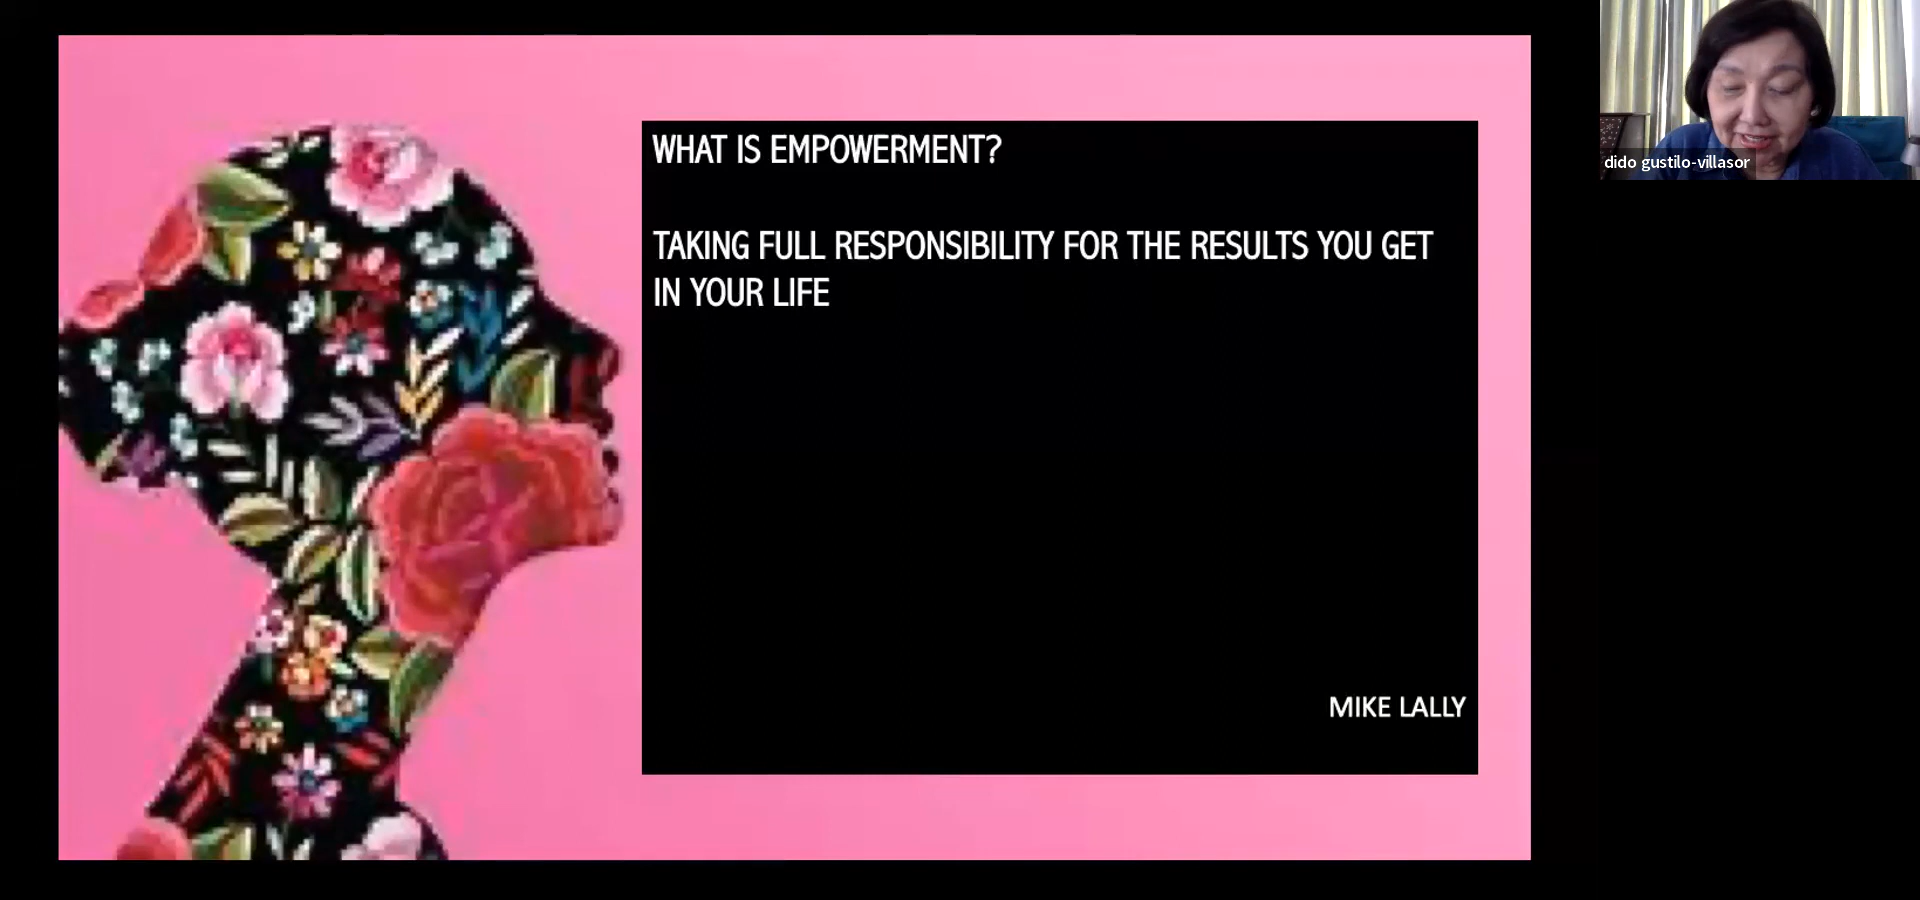 WHAT IS EMPOWERMENT?
TAKING FULL RESPONSIBILITY FOR THE RESULTS YOU GET
IN YOUR LIFE
MIKE LALLY
dido gustilo-villasor